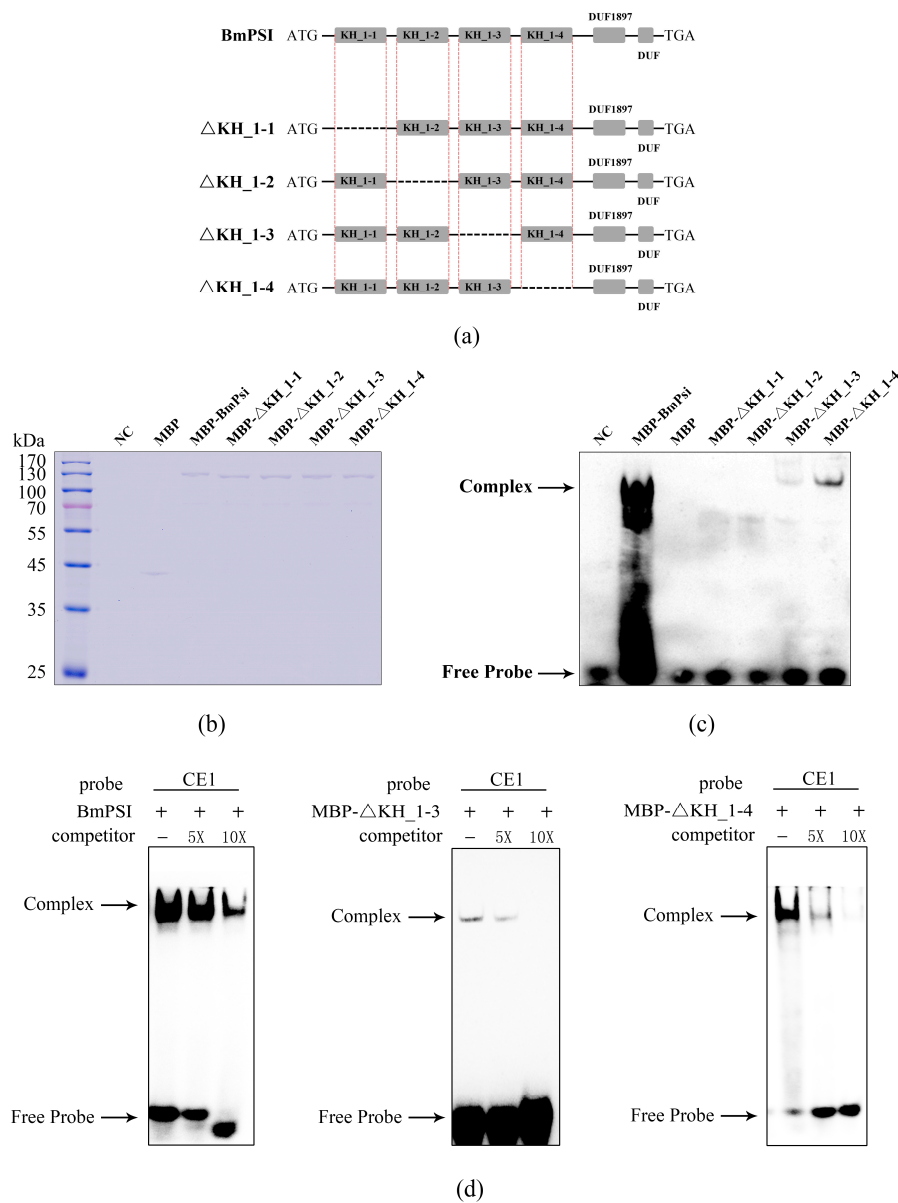 DUF1897
BmPSI ATG KH_1-1 KH_1-2 KH_1-3 KH_1-4 TGA
DUF
DUF1897
△KH_1-1 ATG KH_1-2 KH_1-3 KH_1-4 TGA
DUF
DUF1897
△KH_1-2 ATG KH_1-1 KH_1-3 KH_1-4 TGA
DUF
DUF1897
△KH_1-3 ATG KH_1-1 KH_1-2 KH_1-4 TGA
DUF
DUF1897
△KH_1-4 ATG KH_1-1 KH_1-2 KH_1-3 TGA
DUF
(a)
kDa NC MBP MBP-BmPsi MBP-△KH_1-1 MBP-△KH_1-2 MBP-△KH_1-3 MBP-△KH_1-4
170
130
100
70
55
45
35
25
(b)
NC MBP-BmPsi MBP MBP-△KH_1-1 MBP-△KH_1-2 MBP-△KH_1-3 MBP-△KH_1-4
Complex
Free Probe
(c)
probe CE1
BmPSI + + +
competitor − 5X 10X
Complex
Free Probe
probe CE1
MBP-△KH_1-3 + + +
competitor − 5X 10X
Complex
Free Probe
probe CE1
MBP-△KH_1-4 + + +
competitor − 5X 10X
Complex
Free Probe
(d)